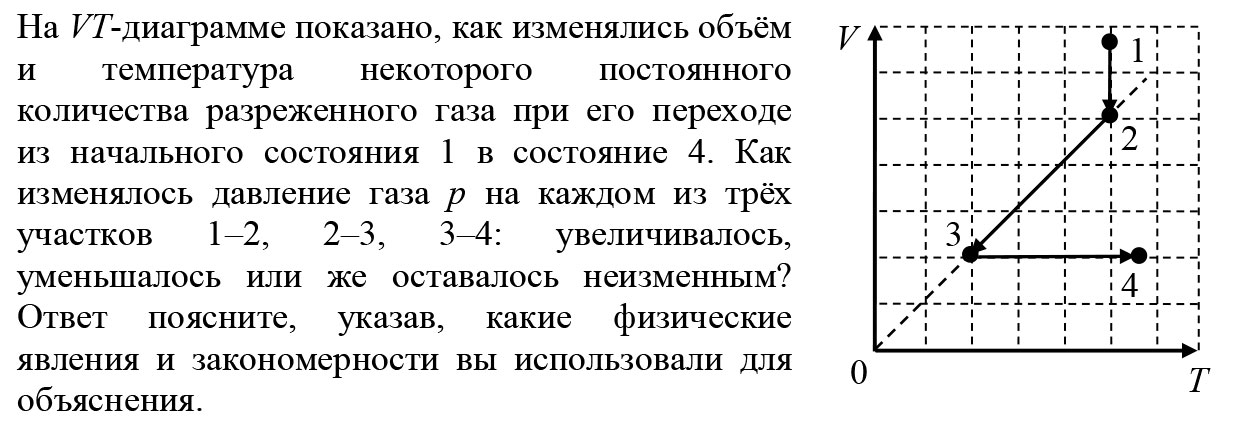 На VT-диаграмме показано, как изменялись объём
и температура некоторого постоянного
количества разреженного газа при его переходе
из начального состояния 1 в состояние 4. Как
изменялось давление газа p на каждом из трёх
участков 1–2, 2–3, 3–4: увеличивалось,
уменьшалось или же оставалось неизменным?
Ответ поясните, указав, какие физические
явления и закономерности вы использовали для
объяснения.
V
1
2
3
4
0
T